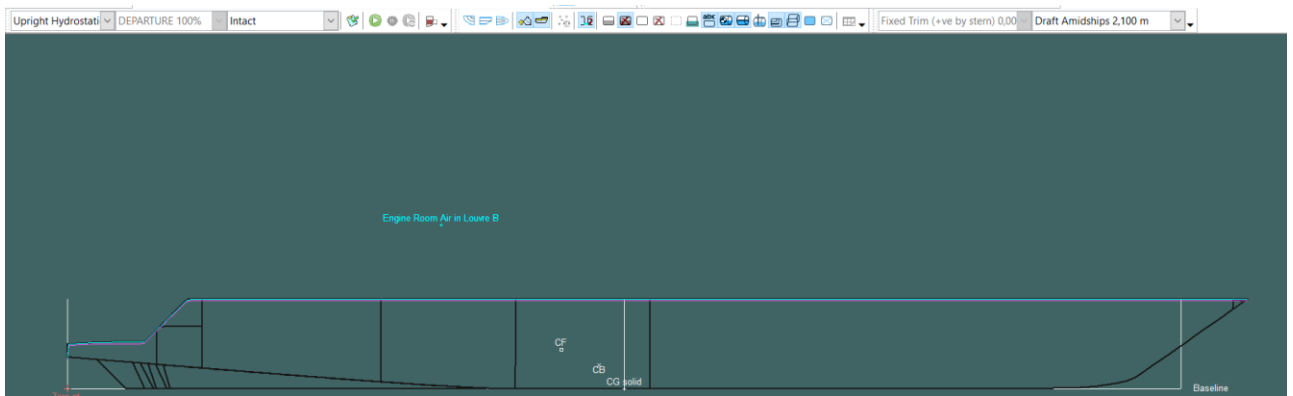 Upright Hydrostati DEPARTURE 100% Intact Fixed Trim (+ve by stern) 0,00 Draft Amidships 2,100 m
Engine Room Air in Louvre B
CF
CB
CG solid
Baseline